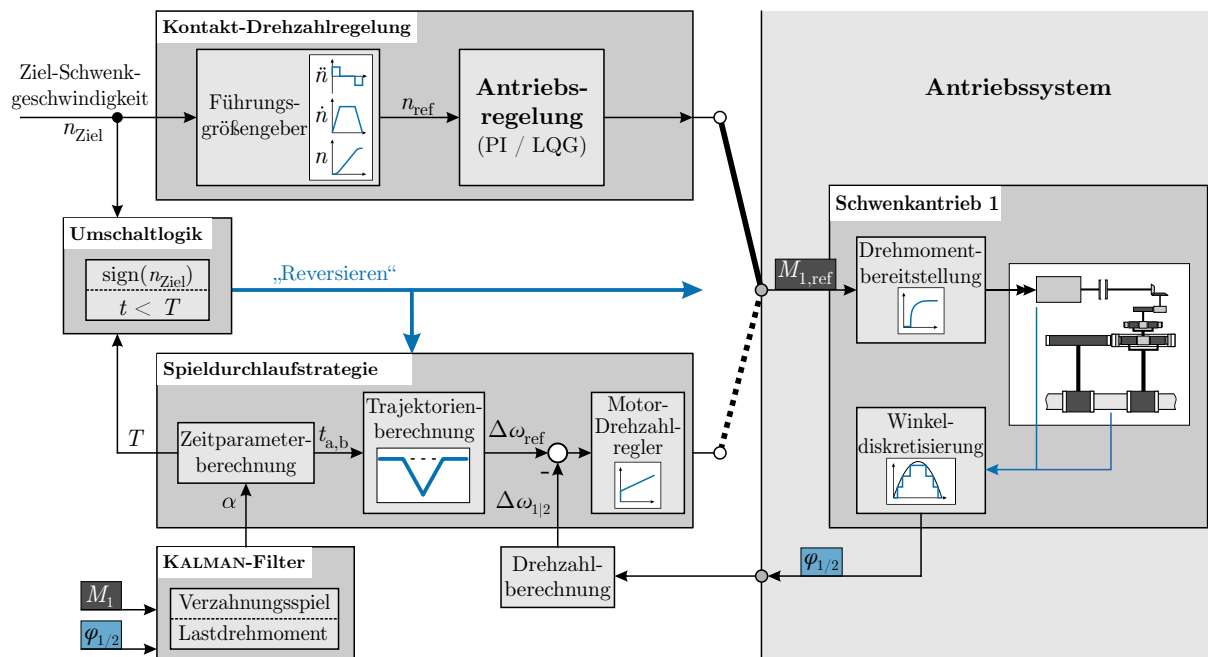 Kontakt-Drehzahlregelung
Ziel-Schwenk-
geschwindigkeit
n_Ziel
Führungs-
größengeber
n̈
ṅ
n
n_ref
Antriebs-
regelung
(PI / LQG)
Antriebssystem
Umschaltlogik
sign(n_Ziel)
t < T
„Reversieren“
M_1,ref
Schwenkantrieb 1
Drehmoment-
bereitstellung
Winkel-
diskretisierung
Spieldurchlaufstrategie
T
Zeitparameter-
berechnung
t_a,b
Trajektorien-
berechnung
Δω_ref
-
Δω_1|2
Motor-
Drehzahl-
regler
α
Kalman-Filter
M_1
φ_1/2
Verzahnungsspiel
Lastdrehmoment
Drehzahl-
berechnung
φ_1/2